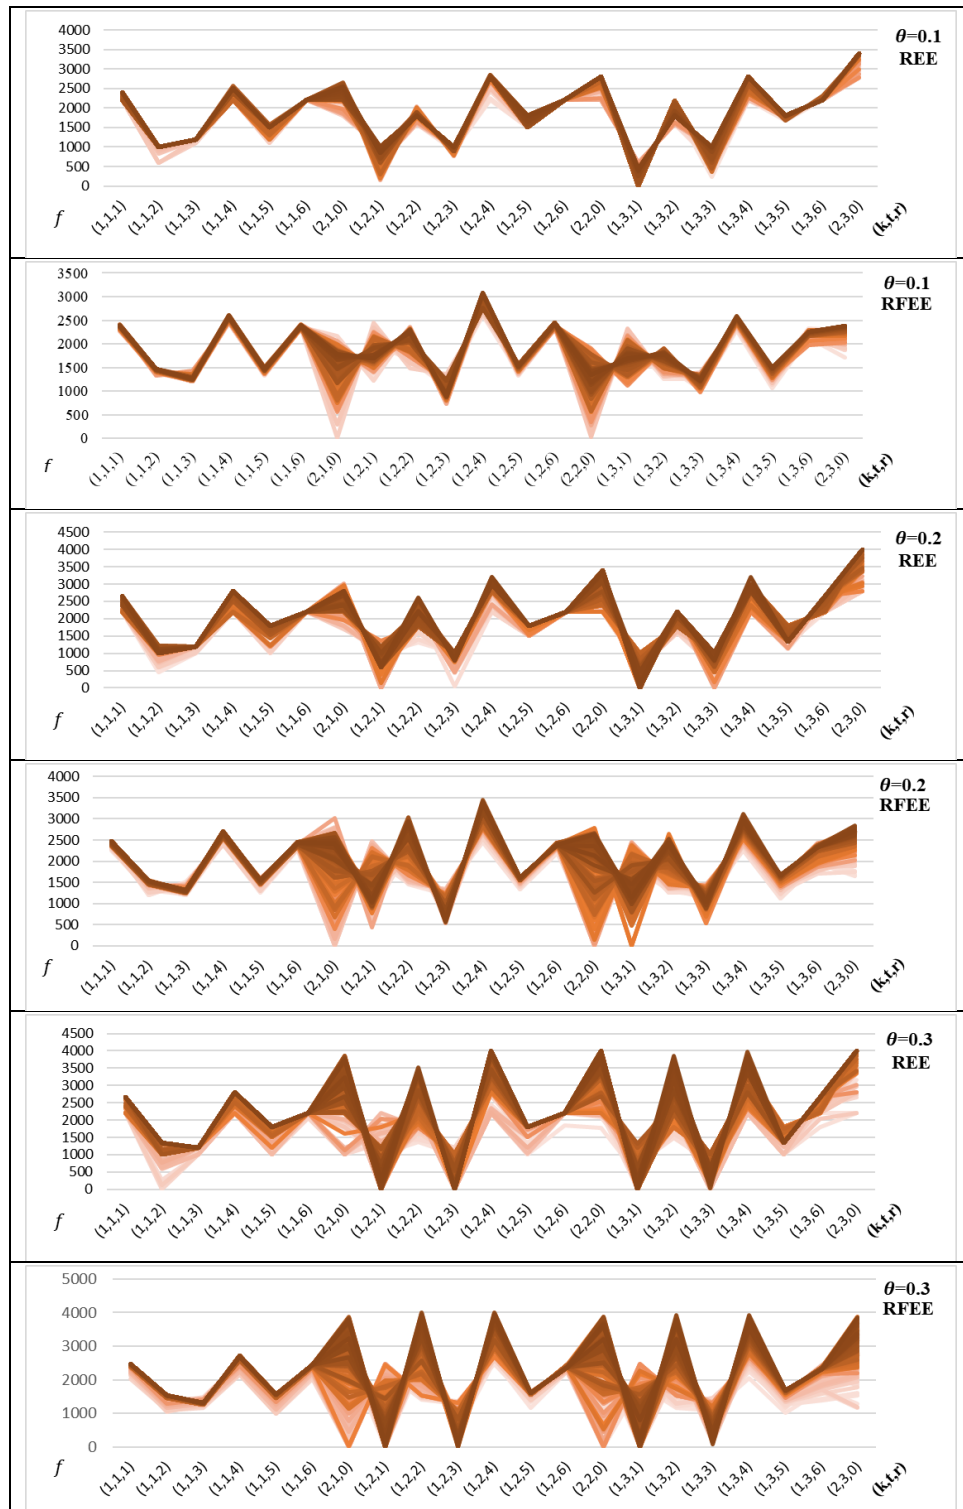 4000
3500
3000
2500
2000
1500
1000
500
0
θ=0.1
REE
f
(1,1,1) (1,1,2) (1,1,3) (1,1,4) (1,1,5) (1,1,6) (2,1,0) (1,2,1) (1,2,2) (1,2,3) (1,2,4) (1,2,5) (1,2,6) (2,2,0) (1,3,1) (1,3,2) (1,3,3) (1,3,4) (1,3,5) (1,3,6) (2,3,0) (k,t,r)
3500
3000
2500
2000
1500
1000
500
0
θ=0.1
RFEE
f
(1,1,1) (1,1,2) (1,1,3) (1,1,4) (1,1,5) (1,1,6) (2,1,0) (1,2,1) (1,2,2) (1,2,3) (1,2,4) (1,2,5) (1,2,6) (2,2,0) (1,3,1) (1,3,2) (1,3,3) (1,3,4) (1,3,5) (1,3,6) (2,3,0) (k,t,r)
4500
4000
3500
3000
2500
2000
1500
1000
500
0
θ=0.2
REE
f
(1,1,1) (1,1,2) (1,1,3) (1,1,4) (1,1,5) (1,1,6) (2,1,0) (1,2,1) (1,2,2) (1,2,3) (1,2,4) (1,2,5) (1,2,6) (2,2,0) (1,3,1) (1,3,2) (1,3,3) (1,3,4) (1,3,5) (1,3,6) (2,3,0) (k,t,r)
4000
3500
3000
2500
2000
1500
1000
500
0
θ=0.2
RFEE
f
(1,1,1) (1,1,2) (1,1,3) (1,1,4) (1,1,5) (1,1,6) (2,1,0) (1,2,1) (1,2,2) (1,2,3) (1,2,4) (1,2,5) (1,2,6) (2,2,0) (1,3,1) (1,3,2) (1,3,3) (1,3,4) (1,3,5) (1,3,6) (2,3,0) (k,t,r)
4500
4000
3500
3000
2500
2000
1500
1000
500
0
θ=0.3
REE
f
(1,1,1) (1,1,2) (1,1,3) (1,1,4) (1,1,5) (1,1,6) (2,1,0) (1,2,1) (1,2,2) (1,2,3) (1,2,4) (1,2,5) (1,2,6) (2,2,0) (1,3,1) (1,3,2) (1,3,3) (1,3,4) (1,3,5) (1,3,6) (2,3,0) (k,t,r)
5000
4000
3000
2000
1000
0
θ=0.3
RFEE
f
(1,1,1) (1,1,2) (1,1,3) (1,1,4) (1,1,5) (1,1,6) (2,1,0) (1,2,1) (1,2,2) (1,2,3) (1,2,4) (1,2,5) (1,2,6) (2,2,0) (1,3,1) (1,3,2) (1,3,3) (1,3,4) (1,3,5) (1,3,6) (2,3,0) (k,t,r)